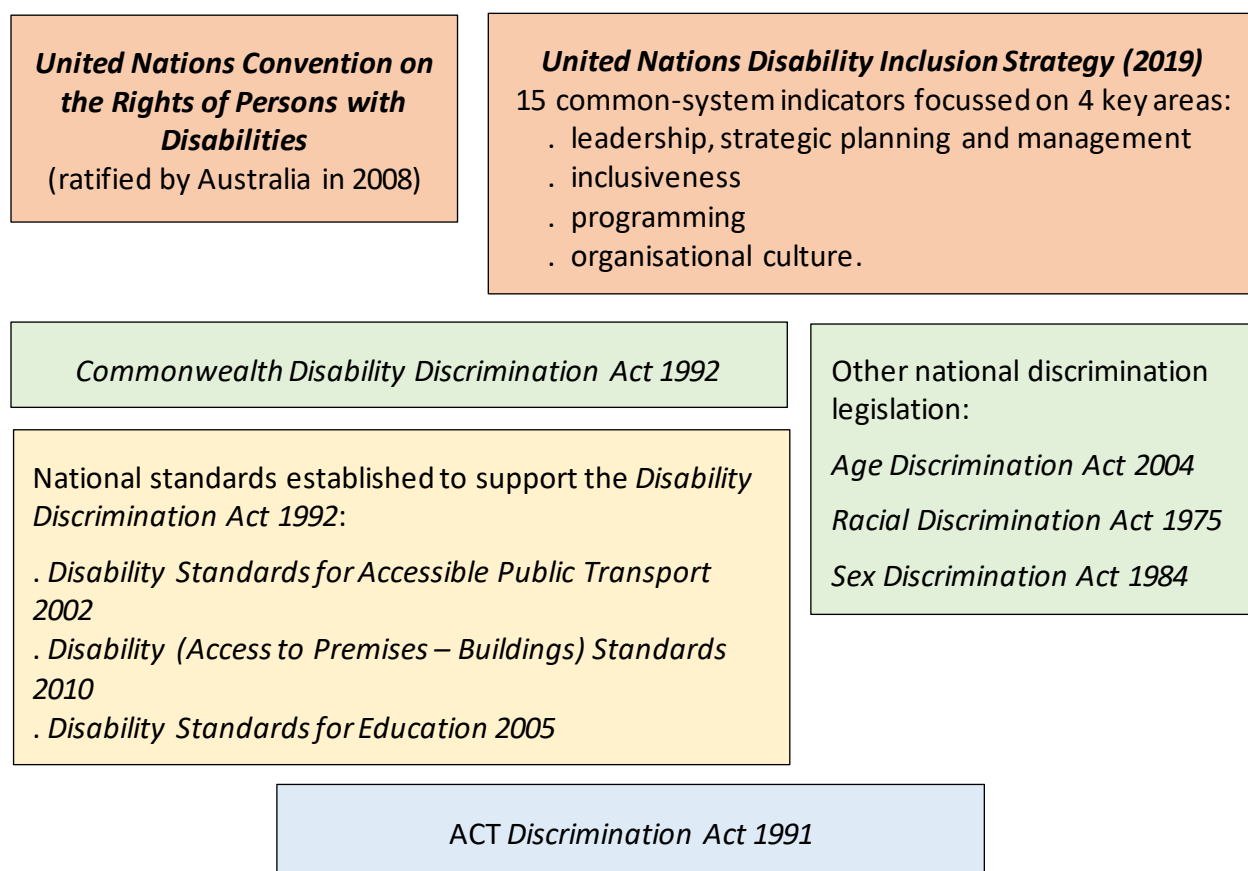 United Nations Convention on
the Rights of Persons with
Disabilities
(ratified by Australia in 2008)
United Nations Disability Inclusion Strategy (2019)
15 common-system indicators focussed on 4 key areas:
. leadership, strategic planning and management
. inclusiveness
. programming
. organisational culture.
Commonwealth Disability Discrimination Act 1992
Other national discrimination
legislation:
Age Discrimination Act 2004
Racial Discrimination Act 1975
Sex Discrimination Act 1984
National standards established to support the Disability
Discrimination Act 1992:
. Disability Standards for Accessible Public Transport
2002
. Disability (Access to Premises – Buildings) Standards
2010
. Disability Standards for Education 2005
ACT Discrimination Act 1991